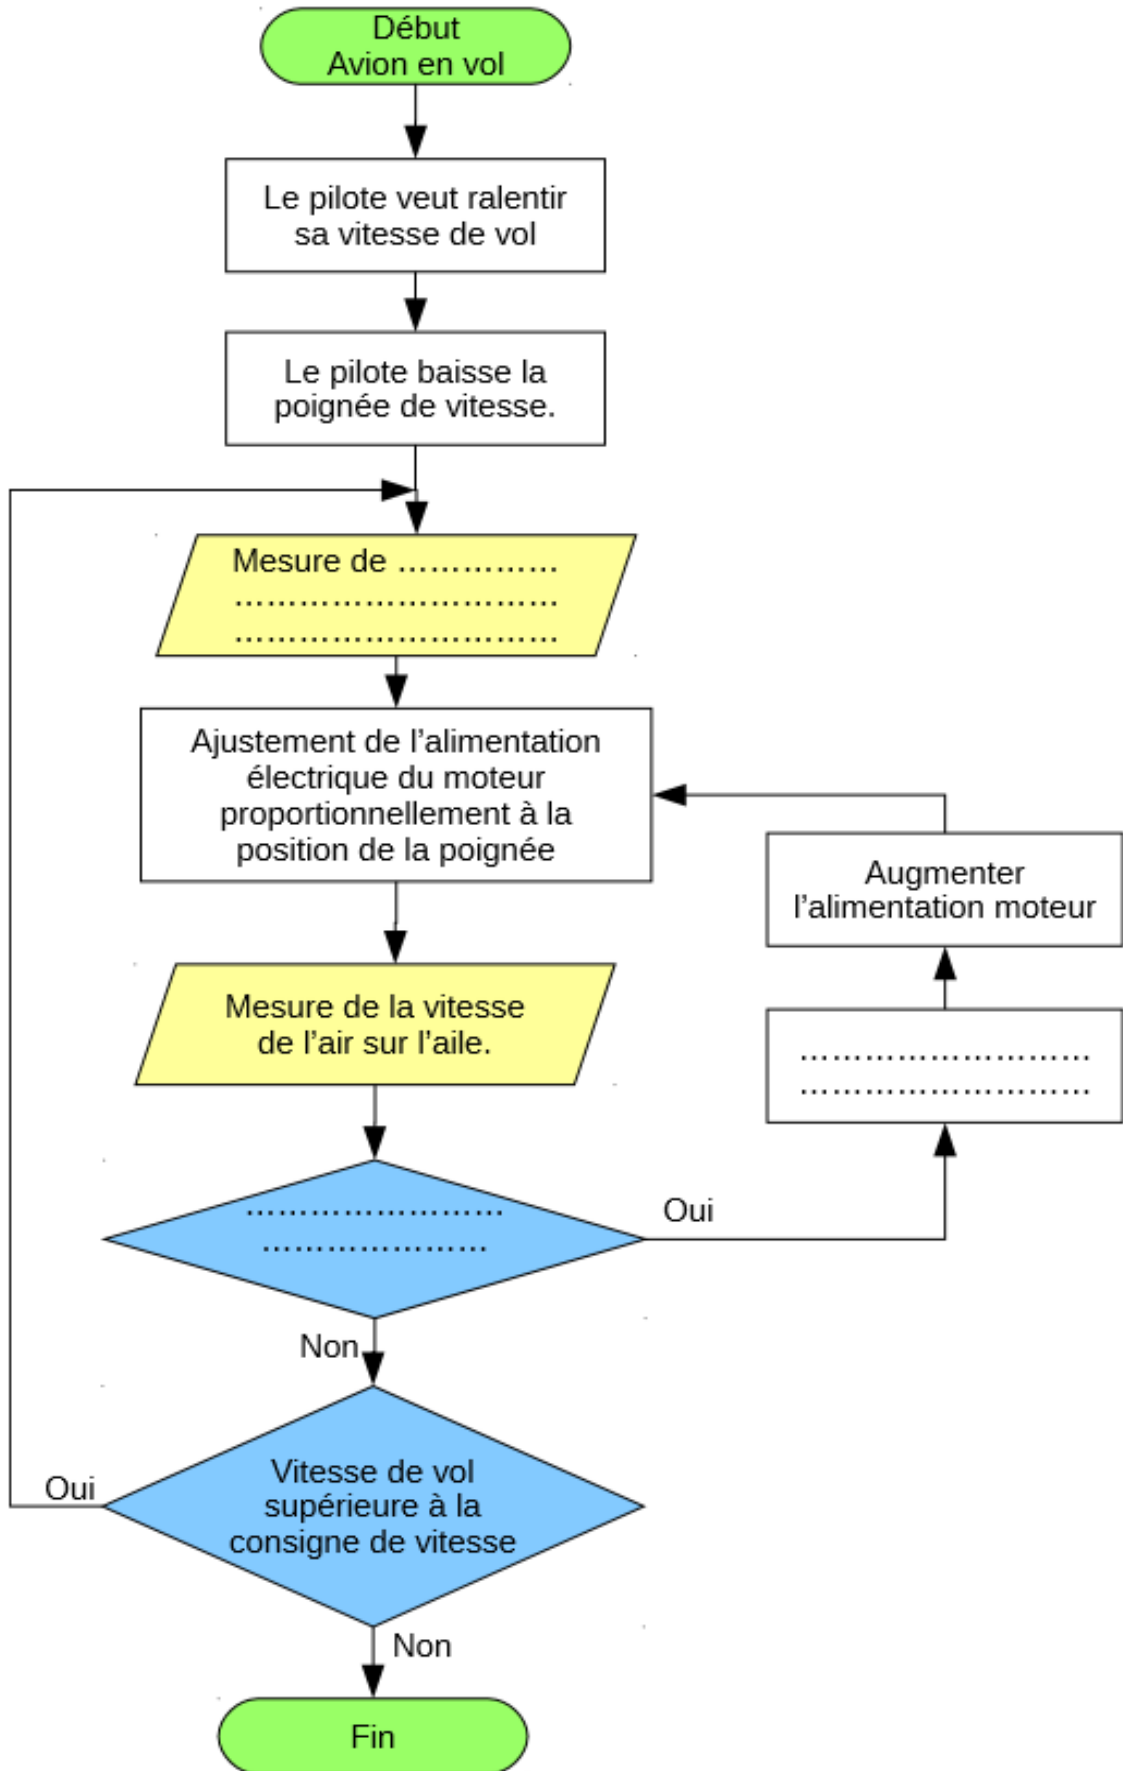 Début
Avion en vol
Le pilote veut ralentir
sa vitesse de vol
Le pilote baisse la
poignée de vitesse.
Mesure de ……………
…………………………
…………………………
Ajustement de l’alimentation
électrique du moteur
proportionnellement à la
position de la poignée
Augmenter
l’alimentation moteur
Mesure de la vitesse
de l’air sur l’aile.
………………………
………………………
……………………
…………………
Oui
Non
Vitesse de vol
supérieure à la
consigne de vitesse
Oui
Non
Fin